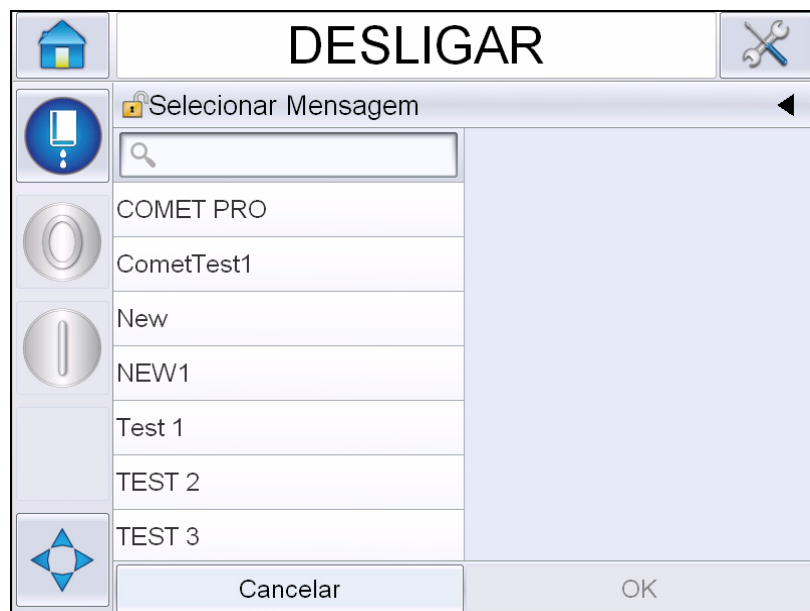 DESLIGAR
Selecionar Mensagem
COMET PRO
CometTest1
New
NEW1
Test 1
TEST 2
TEST 3
Cancelar
OK